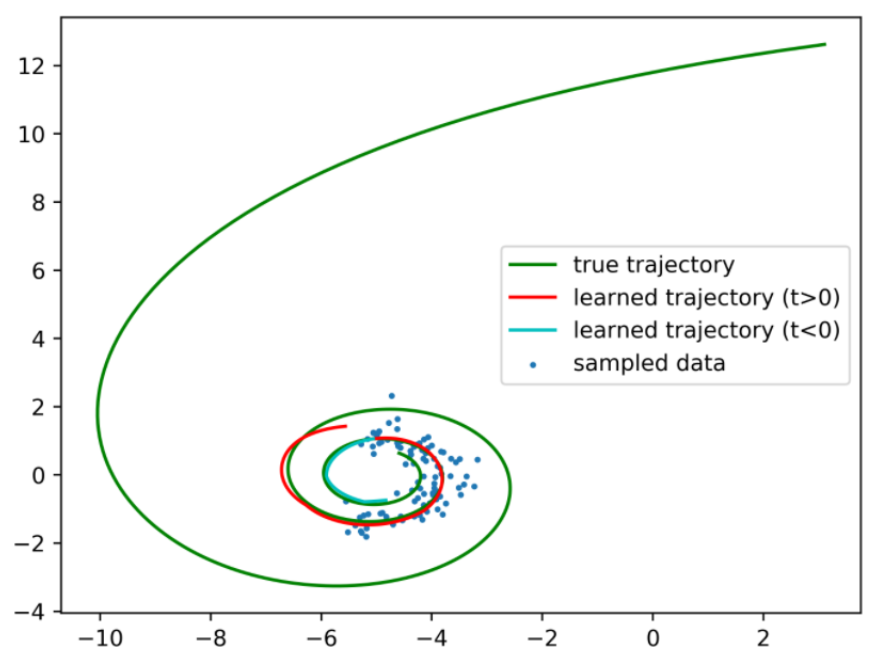 12
10
8
6
4
2
0
−2
−4
true trajectory
learned trajectory (t>0)
learned trajectory (t<0)
sampled data
−10 −8 −6 −4 −2 0 2